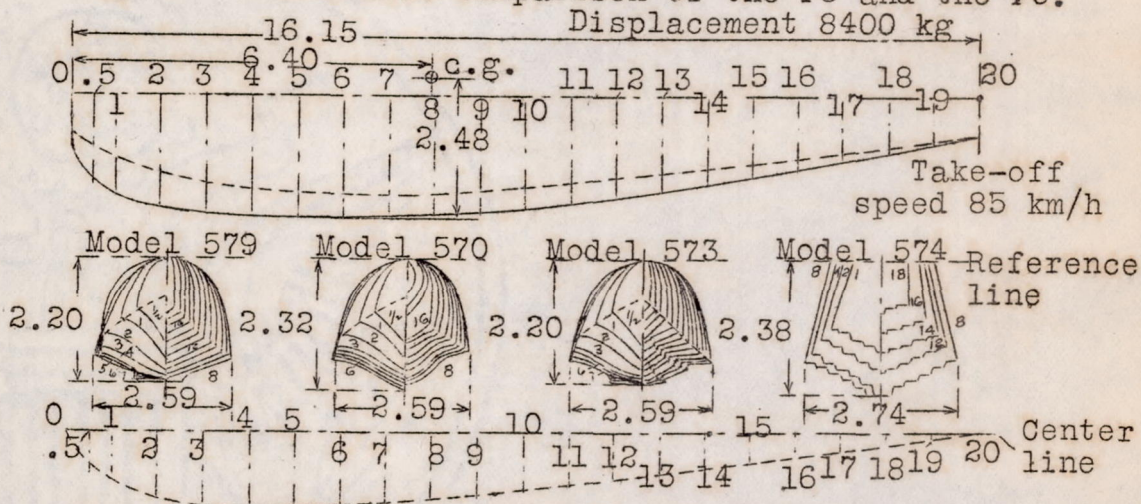 the
and the
Displacement 8400 kg
16.15
6.40
c.g.
0 .5 1 2 3 4 5 6 7 8 9 10 11 12 13 14 15 16 17 18 19 20
2.48
Take-off
speed 85 km/h
Model 579 Model 570 Model 573 Model 574
Reference
line
2.20 2.32 2.20 2.38
2.59 2.59 2.59 2.74
0 .5 1 2 3 4 5 6 7 8 9 10 11 12 13 14 15 16 17 18 19 20
Center
line